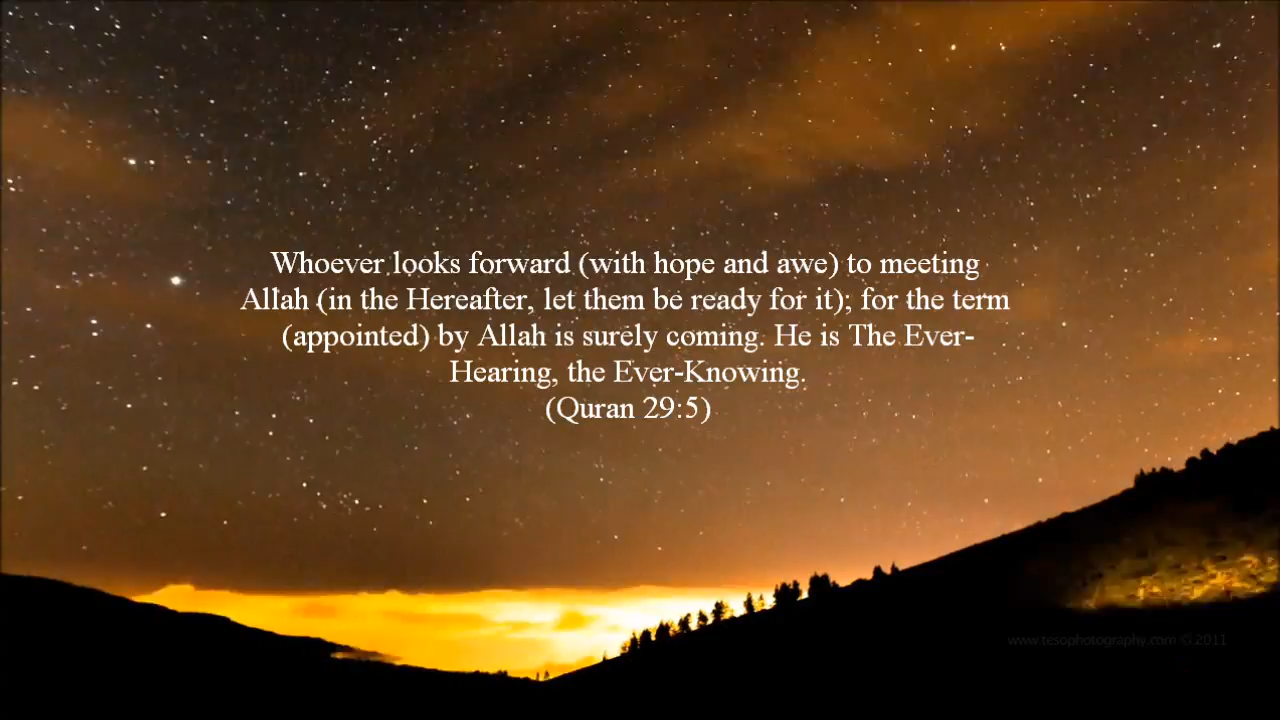 Whoever looks forward (with hope and awe) to meeting
Allah (in the Hereafter, let them be ready for it); for the term
(appointed) by Allah is surely coming. He is The Ever-
Hearing, the Ever-Knowing.
(Quran 29:5)
www.tesophotography.com © 2011